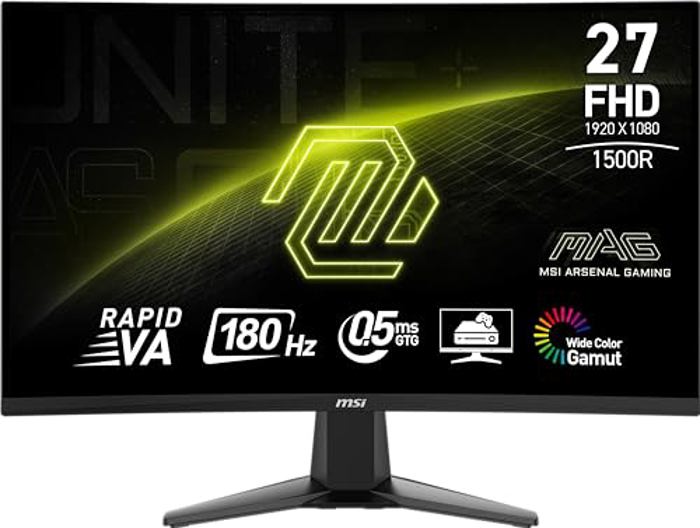 UNITE
27
FHD
1920 X 1080
1500R
MAG
MSI ARSENAL GAMING
RAPID
VA
180Hz
0.5ms
GTG
Wide Color
Gamut
msi